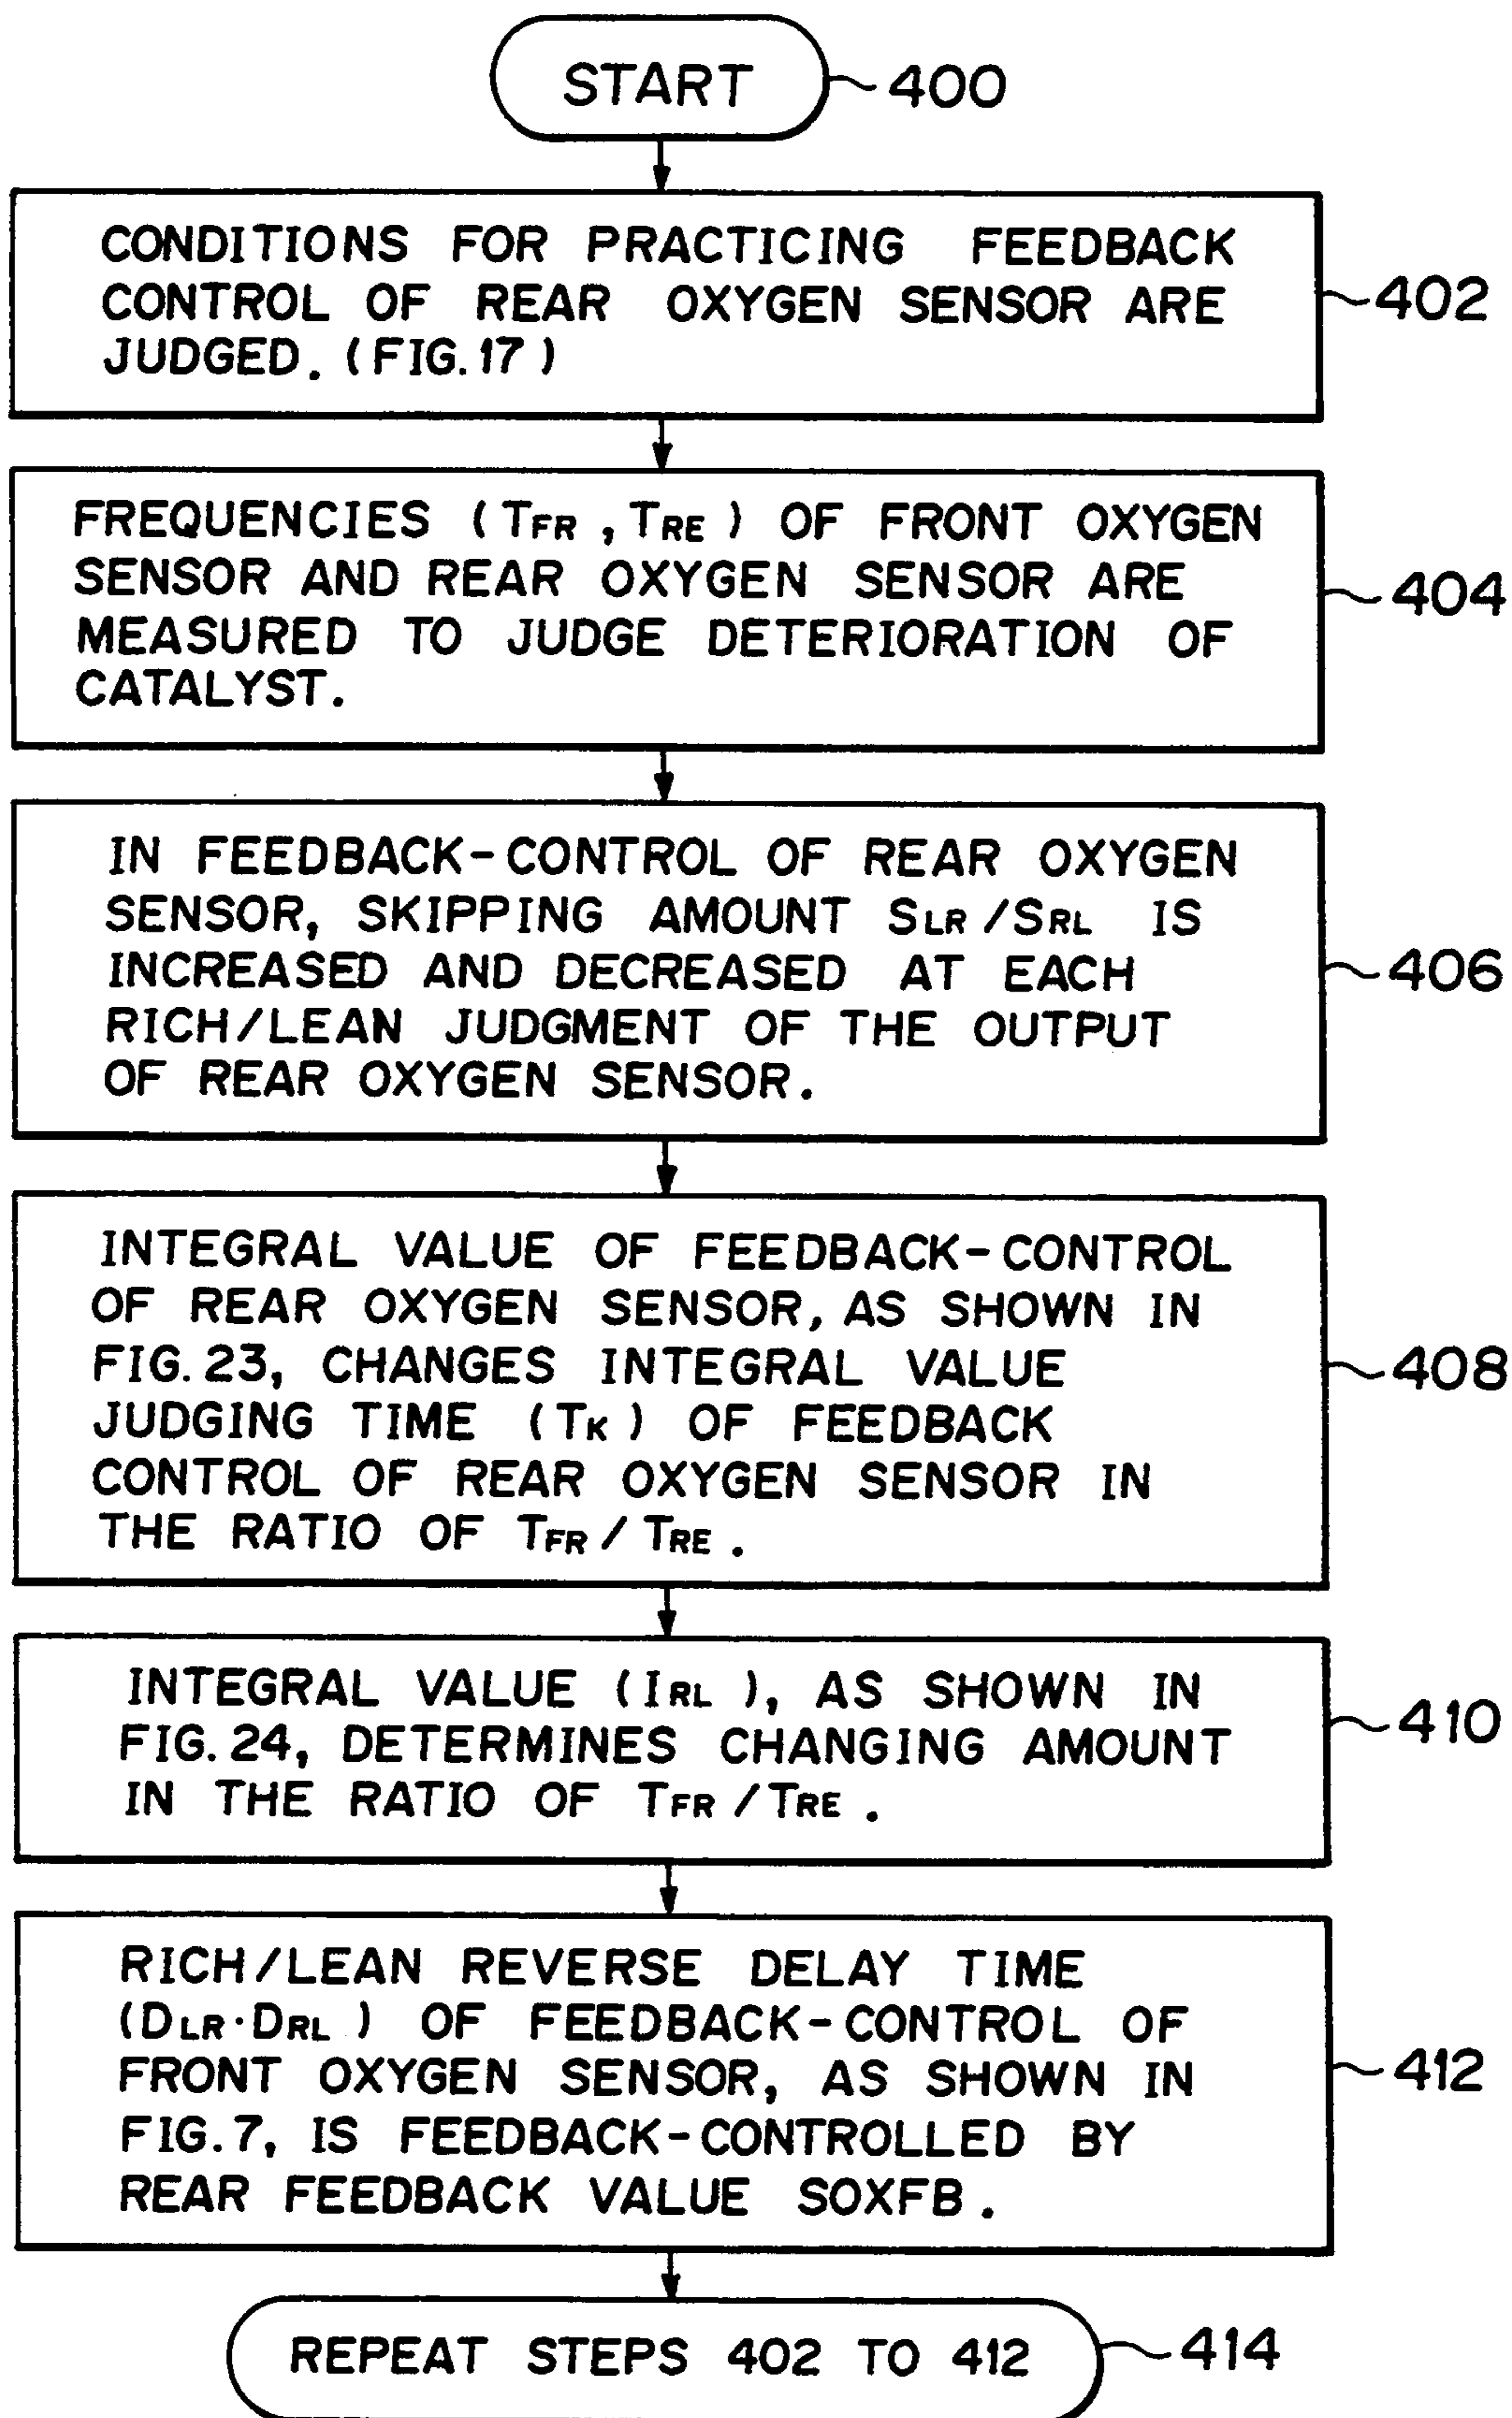 START
400
CONDITIONS FOR PRACTICING FEEDBACK
CONTROL OF REAR OXYGEN SENSOR ARE
JUDGED. (FIG. 17)
402
FREQUENCIES (TFR, TRE) OF FRONT OXYGEN
SENSOR AND REAR OXYGEN SENSOR ARE
MEASURED TO JUDGE DETERIORATION OF
CATALYST.
404
IN FEEDBACK-CONTROL OF REAR OXYGEN
SENSOR, SKIPPING AMOUNT SLR/SRL IS
INCREASED AND DECREASED AT EACH
RICH/LEAN JUDGMENT OF THE OUTPUT
OF REAR OXYGEN SENSOR.
406
INTEGRAL VALUE OF FEEDBACK-CONTROL
OF REAR OXYGEN SENSOR, AS SHOWN IN
FIG. 23, CHANGES INTEGRAL VALUE
JUDGING TIME (TK) OF FEEDBACK
CONTROL OF REAR OXYGEN SENSOR IN
THE RATIO OF TFR/TRE.
408
INTEGRAL VALUE (IRL), AS SHOWN IN
FIG. 24, DETERMINES CHANGING AMOUNT
IN THE RATIO OF TFR/TRE.
410
RICH/LEAN REVERSE DELAY TIME
(DLR·DRL) OF FEEDBACK-CONTROL OF
FRONT OXYGEN SENSOR, AS SHOWN IN
FIG. 7, IS FEEDBACK-CONTROLLED BY
REAR FEEDBACK VALUE SOXFB.
412
REPEAT STEPS 402 TO 412
414